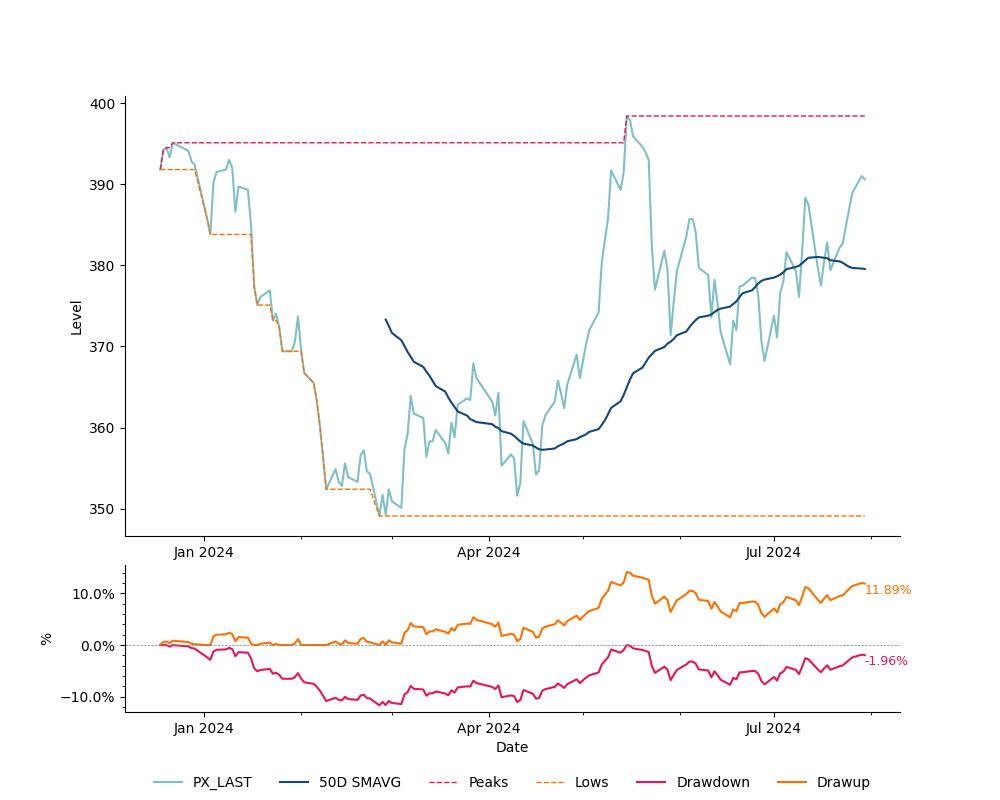 400
390
380
370
360
350
Level
Jan 2024 Apr 2024 Jul 2024
10.0%
0.0%
−10.0%
%
11.89%
-1.96%
Jan 2024 Apr 2024 Jul 2024
Date
PX_LAST 50D SMAVG Peaks Lows Drawdown Drawup